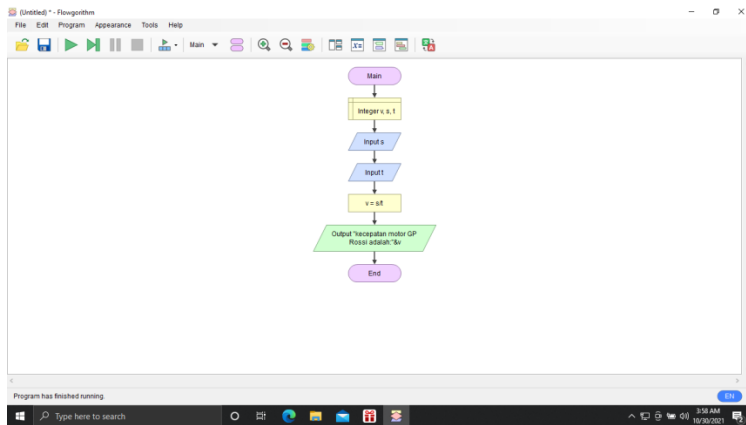 (Untitled) * - Flowgorithm
File Edit Program Appearance Tools Help
Main
Main
Integer v, s, t
Input s
Input t
v = s/t
Output "kecepatan motor GP
Rossi adalah:"&v
End
Program has finished running.
EN
Type here to search
3:58 AM
10/30/2021
2